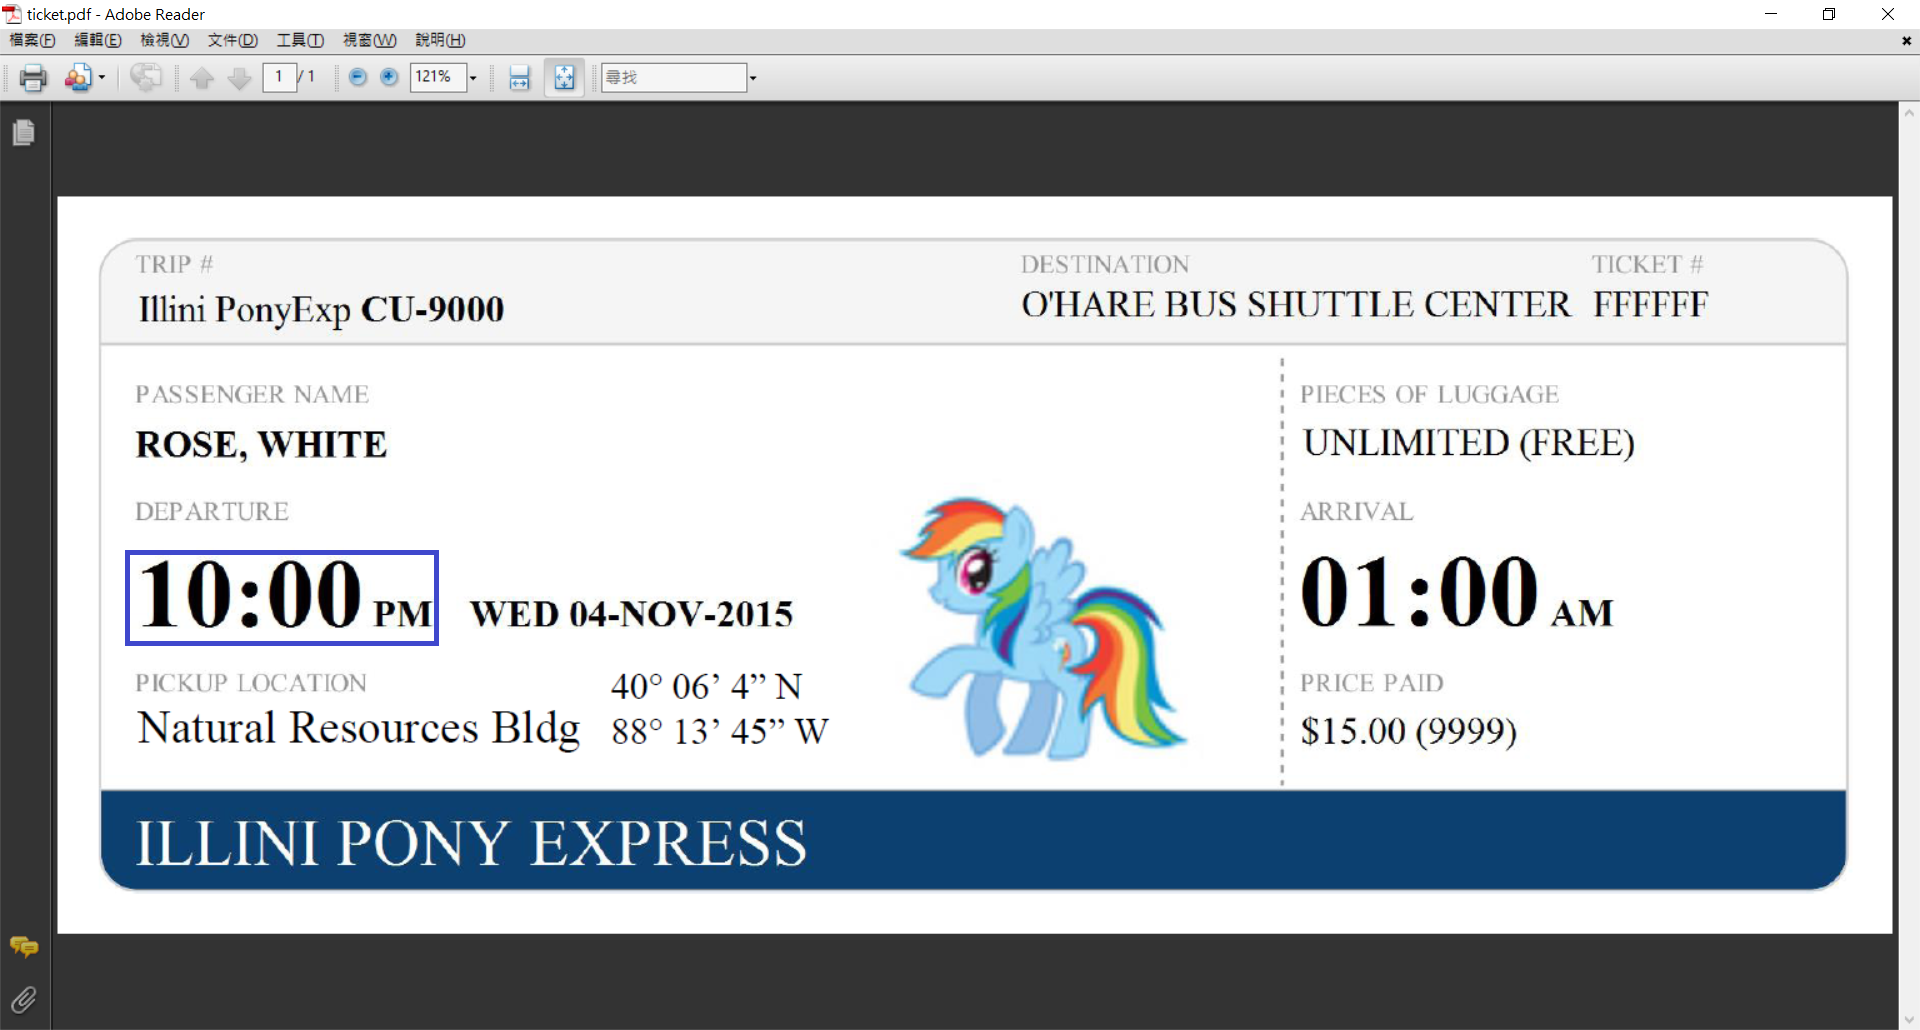 ticket.pdf - Adobe Reader
檔案(F) 編輯(E) 檢視(V) 文件(D) 工具(T) 視窗(W) 說明(H)
1 / 1 121% 尋找
TRIP # DESTINATION TICKET #
Illini PonyExp CU-9000 O'HARE BUS SHUTTLE CENTER FFFFFF
PASSENGER NAME PIECES OF LUGGAGE
ROSE, WHITE UNLIMITED (FREE)
DEPARTURE ARRIVAL
10:00 PM WED 04-NOV-2015 01:00 AM
PICKUP LOCATION 40° 06’ 4” N PRICE PAID
Natural Resources Bldg 88° 13’ 45” W $15.00 (9999)
ILLINI PONY EXPRESS